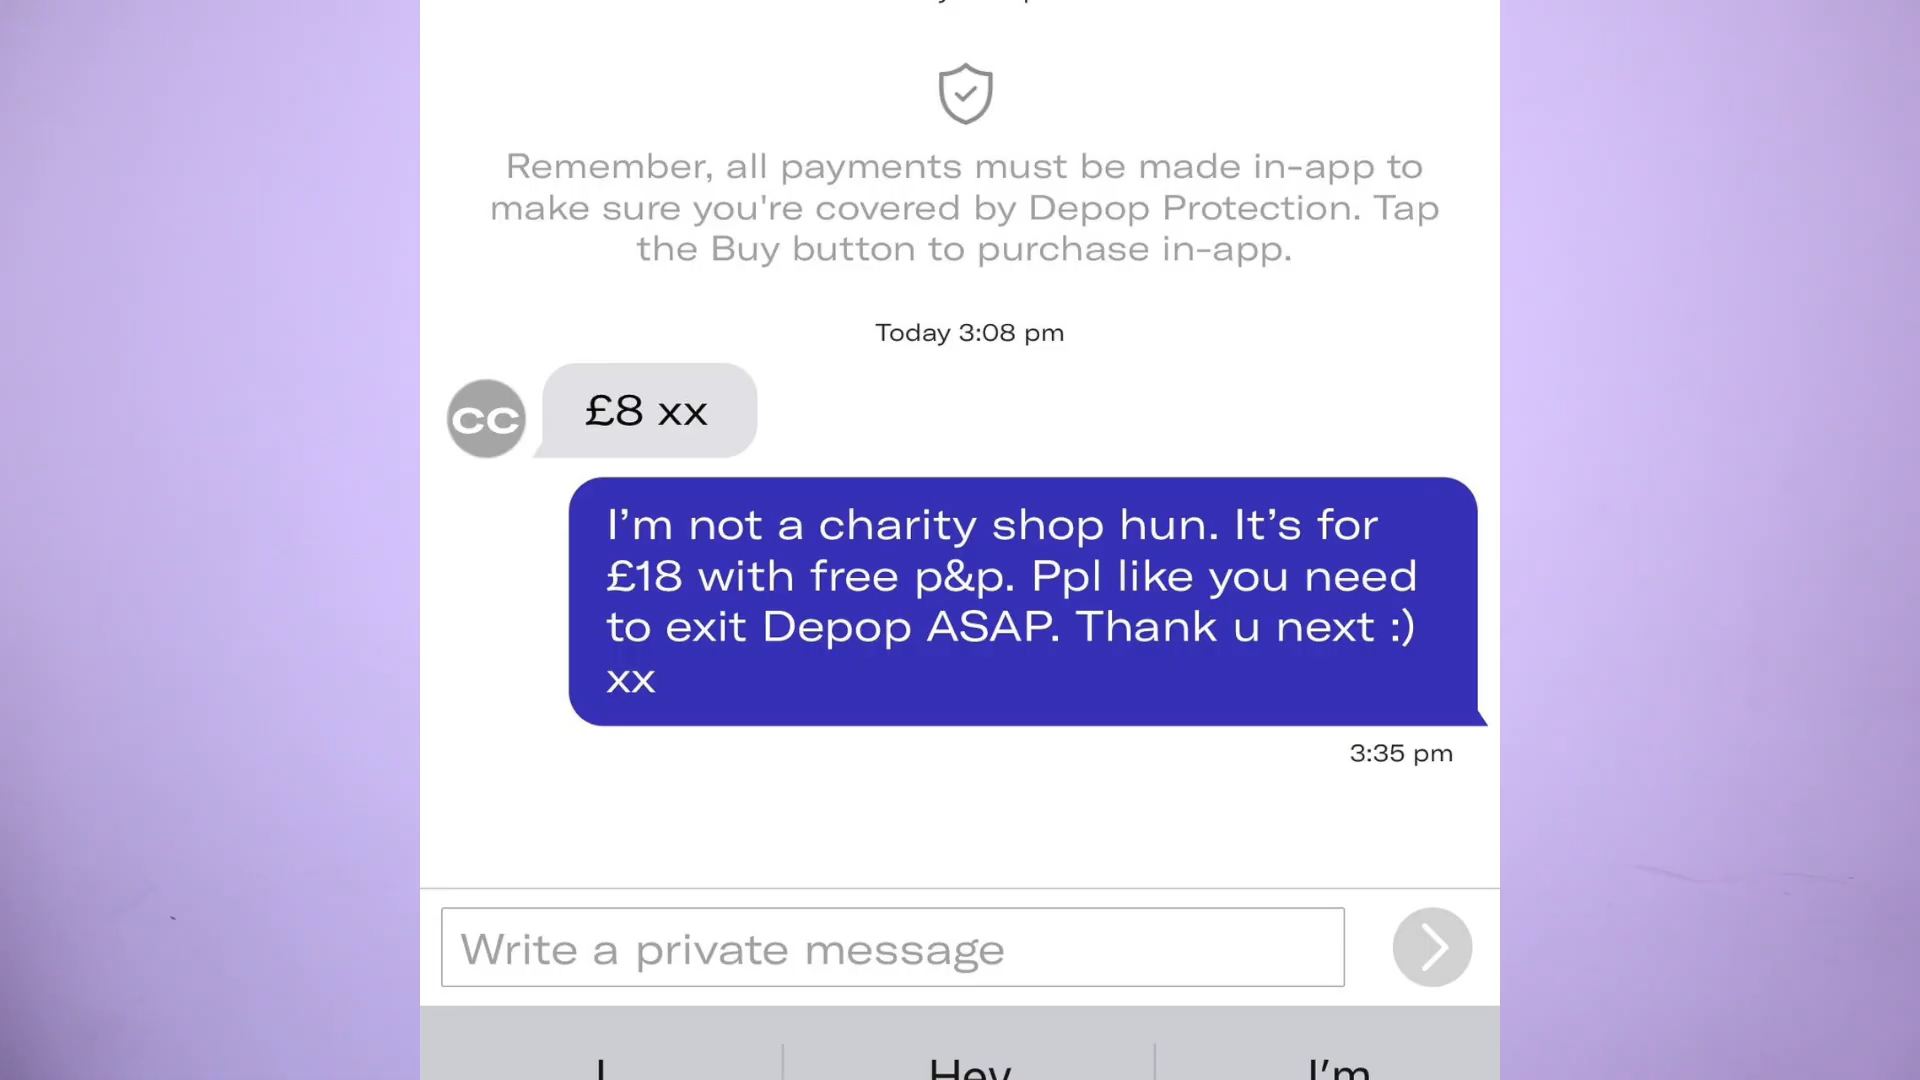 Remember, all payments must be made in-app to
make sure you're covered by Depop Protection. Tap
the Buy button to purchase in-app.
Today 3:08 pm
CC
£8 xx
I’m not a charity shop hun. It’s for
£18 with free p&p. Ppl like you need
to exit Depop ASAP. Thank u next :)
xx
3:35 pm
Write a private message
I Hey I’m